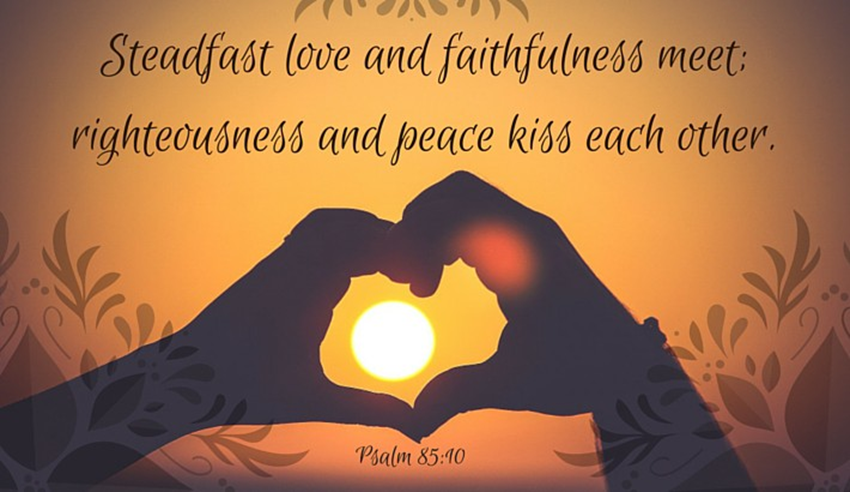 Steadfast love and faithfulness meet;
righteousness and peace kiss each other.
Psalm 85:10